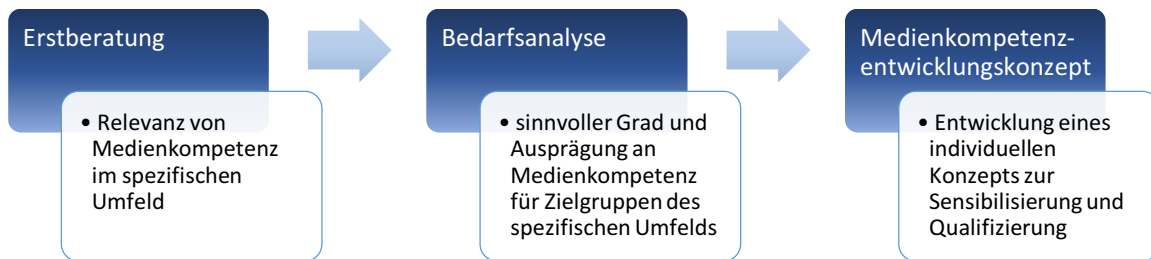 Erstberatung
• Relevanz von
Medienkompetenz
im spezifischen
Umfeld
Bedarfsanalyse
• sinnvoller Grad und
Ausprägung an
Medienkompetenz
für Zielgruppen des
spezifischen Umfelds
Medienkompetenz-
entwicklungskonzept
• Entwicklung eines
individuellen
Konzepts zur
Sensibilisierung und
Qualifizierung